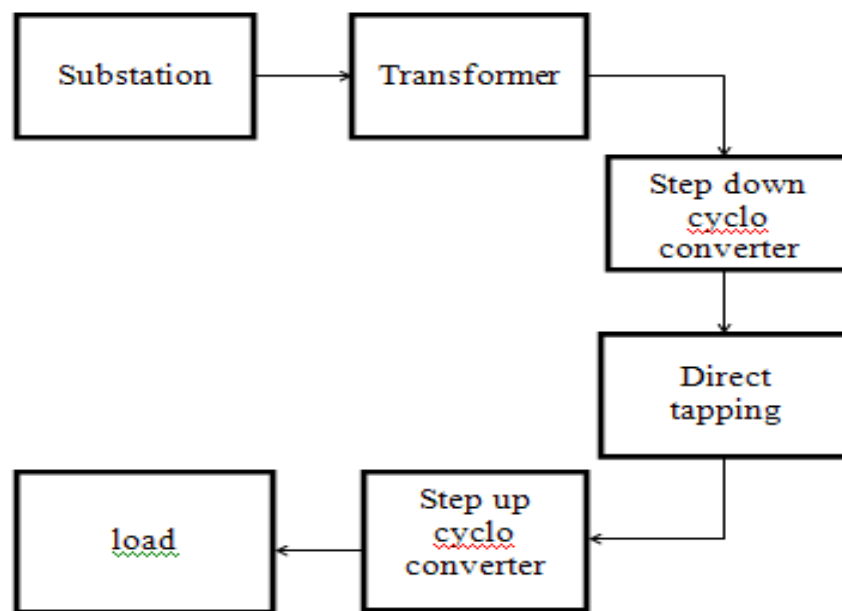 Substation
Transformer
Step down
cyclo
converter
Direct
tapping
Step up
cyclo
converter
load